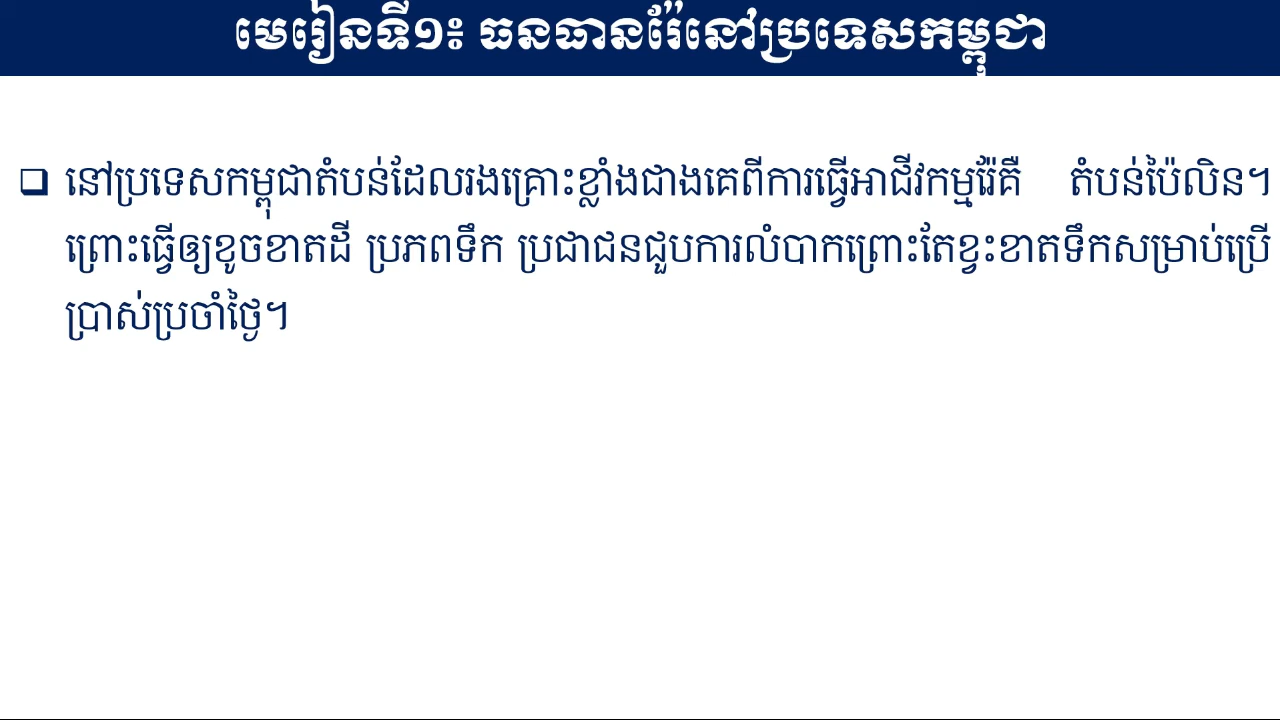 មេរៀនទី១៖ ធនធានរ៉ែនៅប្រទេសកម្ពុជា
នៅប្រទេសកម្ពុជាតំបន់ដែលរងគ្រោះខ្លាំងជាងគេពីការធ្វើអាជីវកម្មរ៉ែគឺ តំបន់ប៉ៃលិន។
ព្រោះធ្វើឲ្យខូចខាតដី ប្រភពទឹក ប្រជាជនជួបការលំបាកព្រោះតែខ្វះខាតទឹកសម្រាប់ប្រើ
ប្រាស់ប្រចាំថ្ងៃ។